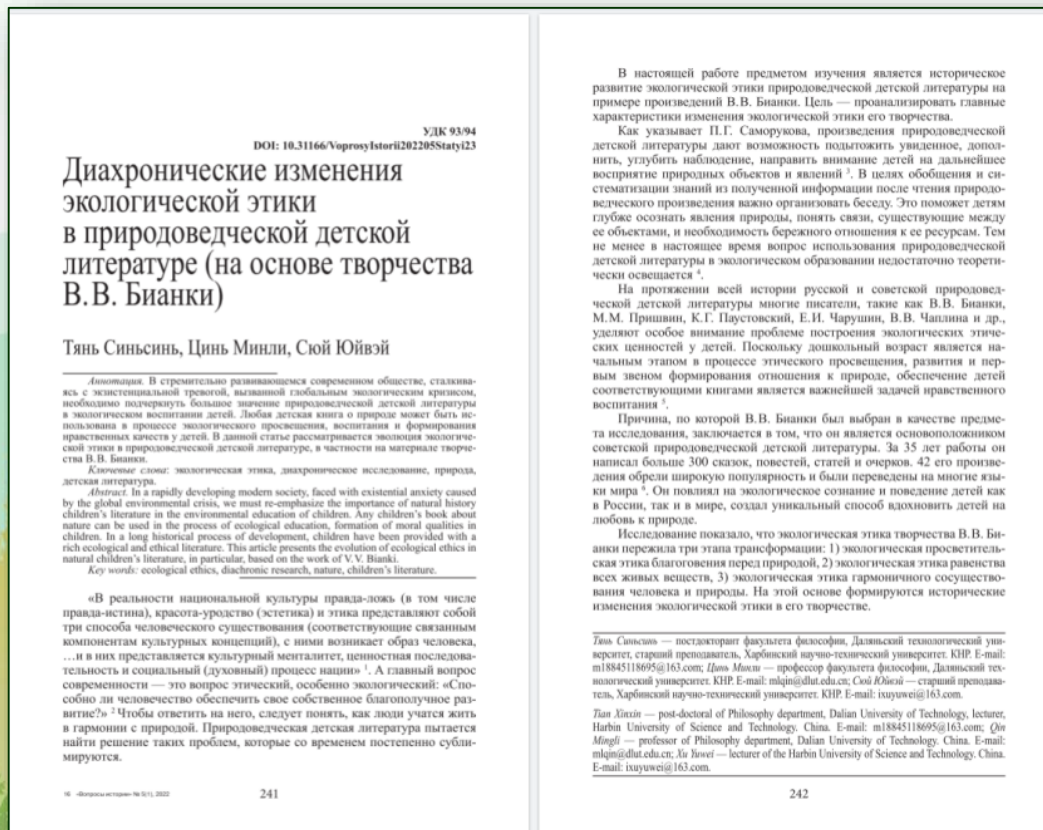 УДК 93/94
DOI: 10.31166/VoprosyIstorii202205Statyi23
Диахронические изменения
экологической этики
в природоведческой детской
литературе (на основе творчества
В. В. Бианки)
Тянь Синьсинь, Цинь Минли, Сюй Юйвэй
Аннотация. В стремительно развивающемся современном обществе, сталкива-
ясь с экзистенциальной тревогой, вызванной глобальным экологическим кризисом,
необходимо подчеркнуть большое значение природоведческой детской литературы
в экологическом воспитании детей. Любая детская книга о природе может быть ис-
пользована в процессе экологического просвещения, воспитания и формирования
нравственных качеств у детей. В данной статье рассматривается эволюция экологиче-
ской этики в природоведческой детской литературе, в частности на материале творче-
ства В. В. Бианки.
Ключевые слова: экологическая этика, диахроническое исследование, природа,
детская литература.
Abstract. In a rapidly developing modern society, faced with existential anxiety caused
by the global environmental crisis, we must re-emphasize the importance of natural history
children's literature in the environmental education of children. Any children's book about
nature can be used in the process of ecological education, formation of moral qualities in
children. In a long historical process of development, children have been provided with a
rich ecological and ethical literature. This article presents the evolution of ecological ethics in
natural children's literature, in particular, based on the work of V. V. Bianki.
Key words: ecological ethics, diachronic research, nature, children's literature.
«В реальности национальной культуры правда-ложь (в том числе
правда-истина), красота-уродство (эстетика) и этика представляют собой
три способа человеческого существования (соответствующие связанным
компонентам культурных концепций), с ними возникает образ человека,
…и в них представляется культурный менталитет, ценностная последова-
тельность и социальный (духовный) процесс нации» 1. А главный вопрос
современности — это вопрос этический, особенно экологический: «Спо-
собно ли человечество обеспечить свое собственное благополучное раз-
витие?» 2 Чтобы ответить на него, следует понять, как люди учатся жить
в гармонии с природой. Природоведческая детская литература пытается
найти решение таких проблем, которые со временем постепенно субли-
мируются.
16 «Вопросы истории» № 5(1), 2022
241
В настоящей работе предметом изучения является историческое
развитие экологической этики природоведческой детской литературы на
примере произведений В. В. Бианки. Цель — проанализировать главные
характеристики изменения экологической этики его творчества.
Как указывает П.Г. Саморукова, произведения природоведческой
детской литературы дают возможность подытожить увиденное, допол-
нить, углубить наблюдение, направить внимание детей на дальнейшее
восприятие природных объектов и явлений 3. В целях обобщения и си-
стематизации знаний из полученной информации после чтения природо-
ведческого произведения важно организовать беседу. Это поможет детям
глубже осознать явления природы, понять связи, существующие между
ее объектами, и необходимость бережного отношения к ее ресурсам. Тем
не менее в настоящее время вопрос использования природоведческой
детской литературы в экологическом образовании недостаточно теорети-
чески освещается 4.
На протяжении всей истории русской и советской природовед-
ческой детской литературы многие писатели, такие как В. В. Бианки,
М.М. Пришвин, К.Г. Паустовский, Е.И. Чарушин, В.В. Чаплина и др.,
уделяют особое внимание проблеме построения экологических этиче-
ских ценностей у детей. Поскольку дошкольный возраст является на-
чальным этапом в процессе этического просвещения, развития и пер-
вым звеном формирования отношения к природе, обеспечение детей
соответствующими книгами является важнейшей задачей нравственного
воспитания 5.
Причина, по которой В. В. Бианки был выбран в качестве предме-
та исследования, заключается в том, что он является основоположником
советской природоведческой детской литературы. За 35 лет работы он
написал больше 300 сказок, повестей, статей и очерков. 42 его произве-
дения обрели широкую популярность и были переведены на многие язы-
ки мира 6. Он повлиял на экологическое сознание и поведение детей как
в России, так и в мире, создал уникальный способ вдохновить детей на
любовь к природе.
Исследование показало, что экологическая этика творчества В. В. Би-
анки пережила три этапа трансформации: 1) экологическая просветитель-
ская этика благоговения перед природой, 2) экологическая этика равенства
всех живых веществ, 3) экологическая этика гармоничного сосущество-
вания человека и природы. На этой основе формируются исторические
изменения экологической этики в его творчестве.
Тянь Синьсинь — постдокторант факультета философии, Даляньский технологический уни-
верситет, старший преподаватель, Харбинский научно-технический университет. КНР. E-mail:
m18845118695@163.com; Цинь Минли — профессор факультета философии, Даляньский тех-
нологический университет. КНР. E-mail: mlqin@dlut.edu.cn; Сюй Юйвэй — старший преподава-
тель, Харбинский научно-технический университет. КНР. E-mail: ixuyuwei@163.com.
Tian Xinxin — post-doctoral of Philosophy department, Dalian University of Technology, lecturer,
Harbin University of Science and Technology. China. E-mail: m18845118695@163.com; Qin
Mingli — professor of Philosophy department, Dalian University of Technology. China. E-mail:
mlqin@dlut.edu.cn; Xu Yuwei — lecturer of the Harbin University of Science and Technology. China.
E-mail: ixuyuwei@163.com.
242